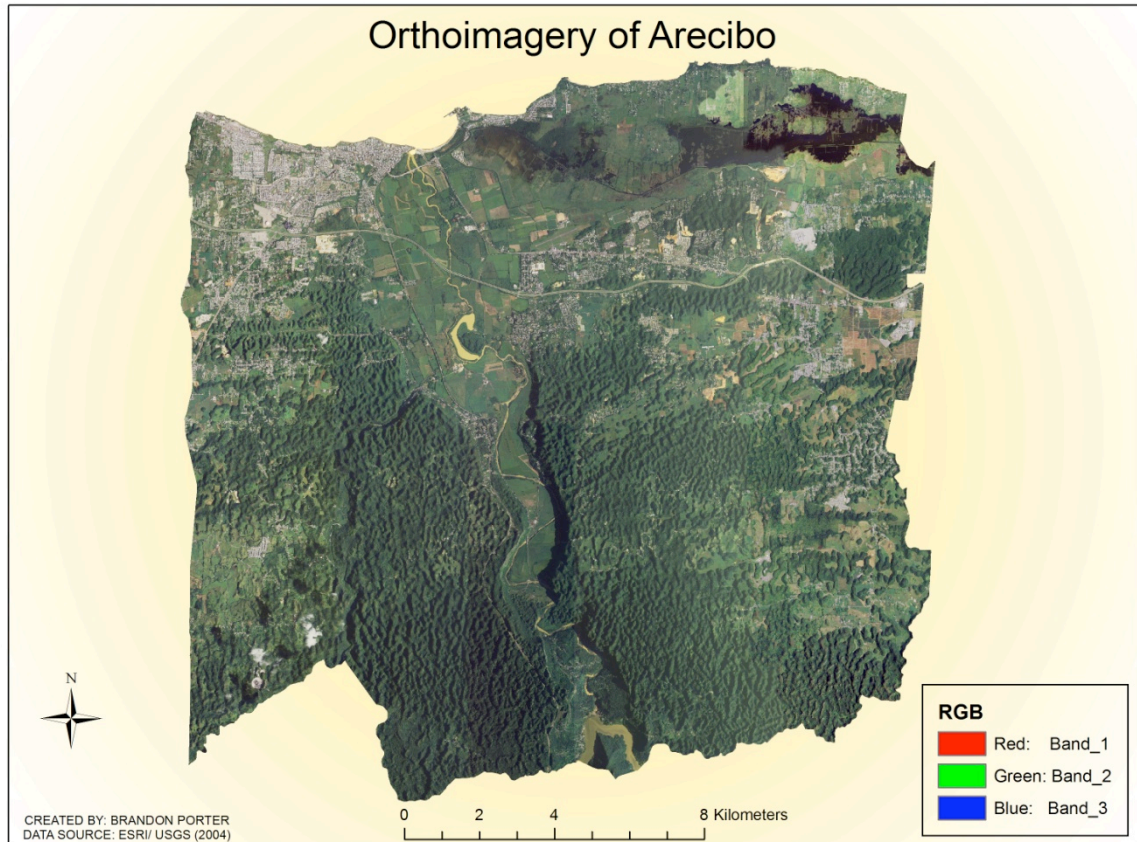 Orthoimagery of Arecibo
N
RGB
Red: Band_1
Green: Band_2
Blue: Band_3
CREATED BY: BRANDON PORTER
DATA SOURCE: ESRI/ USGS (2004)
0 2 4 8 Kilometers